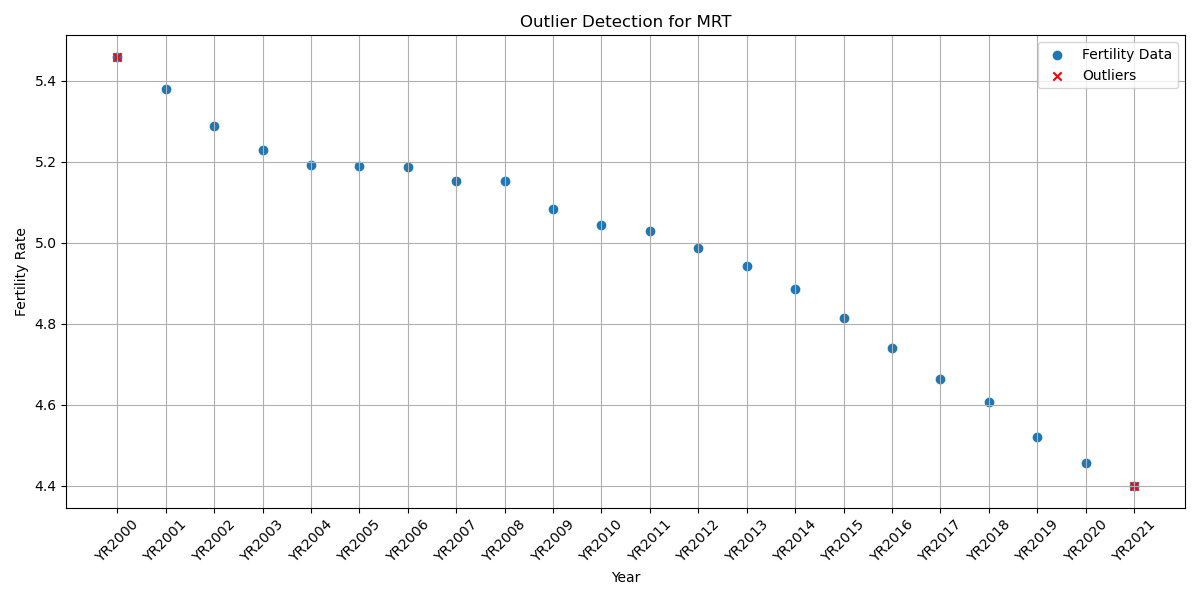 Outlier Detection for MRT
Fertility Data
Outliers
5.4
5.2
5.0
4.8
4.6
4.4
Fertility Rate
YR2000
YR2001
YR2002
YR2003
YR2004
YR2005
YR2006
YR2007
YR2008
YR2009
YR2010
YR2011
YR2012
YR2013
YR2014
YR2015
YR2016
YR2017
YR2018
YR2019
YR2020
YR2021
Year